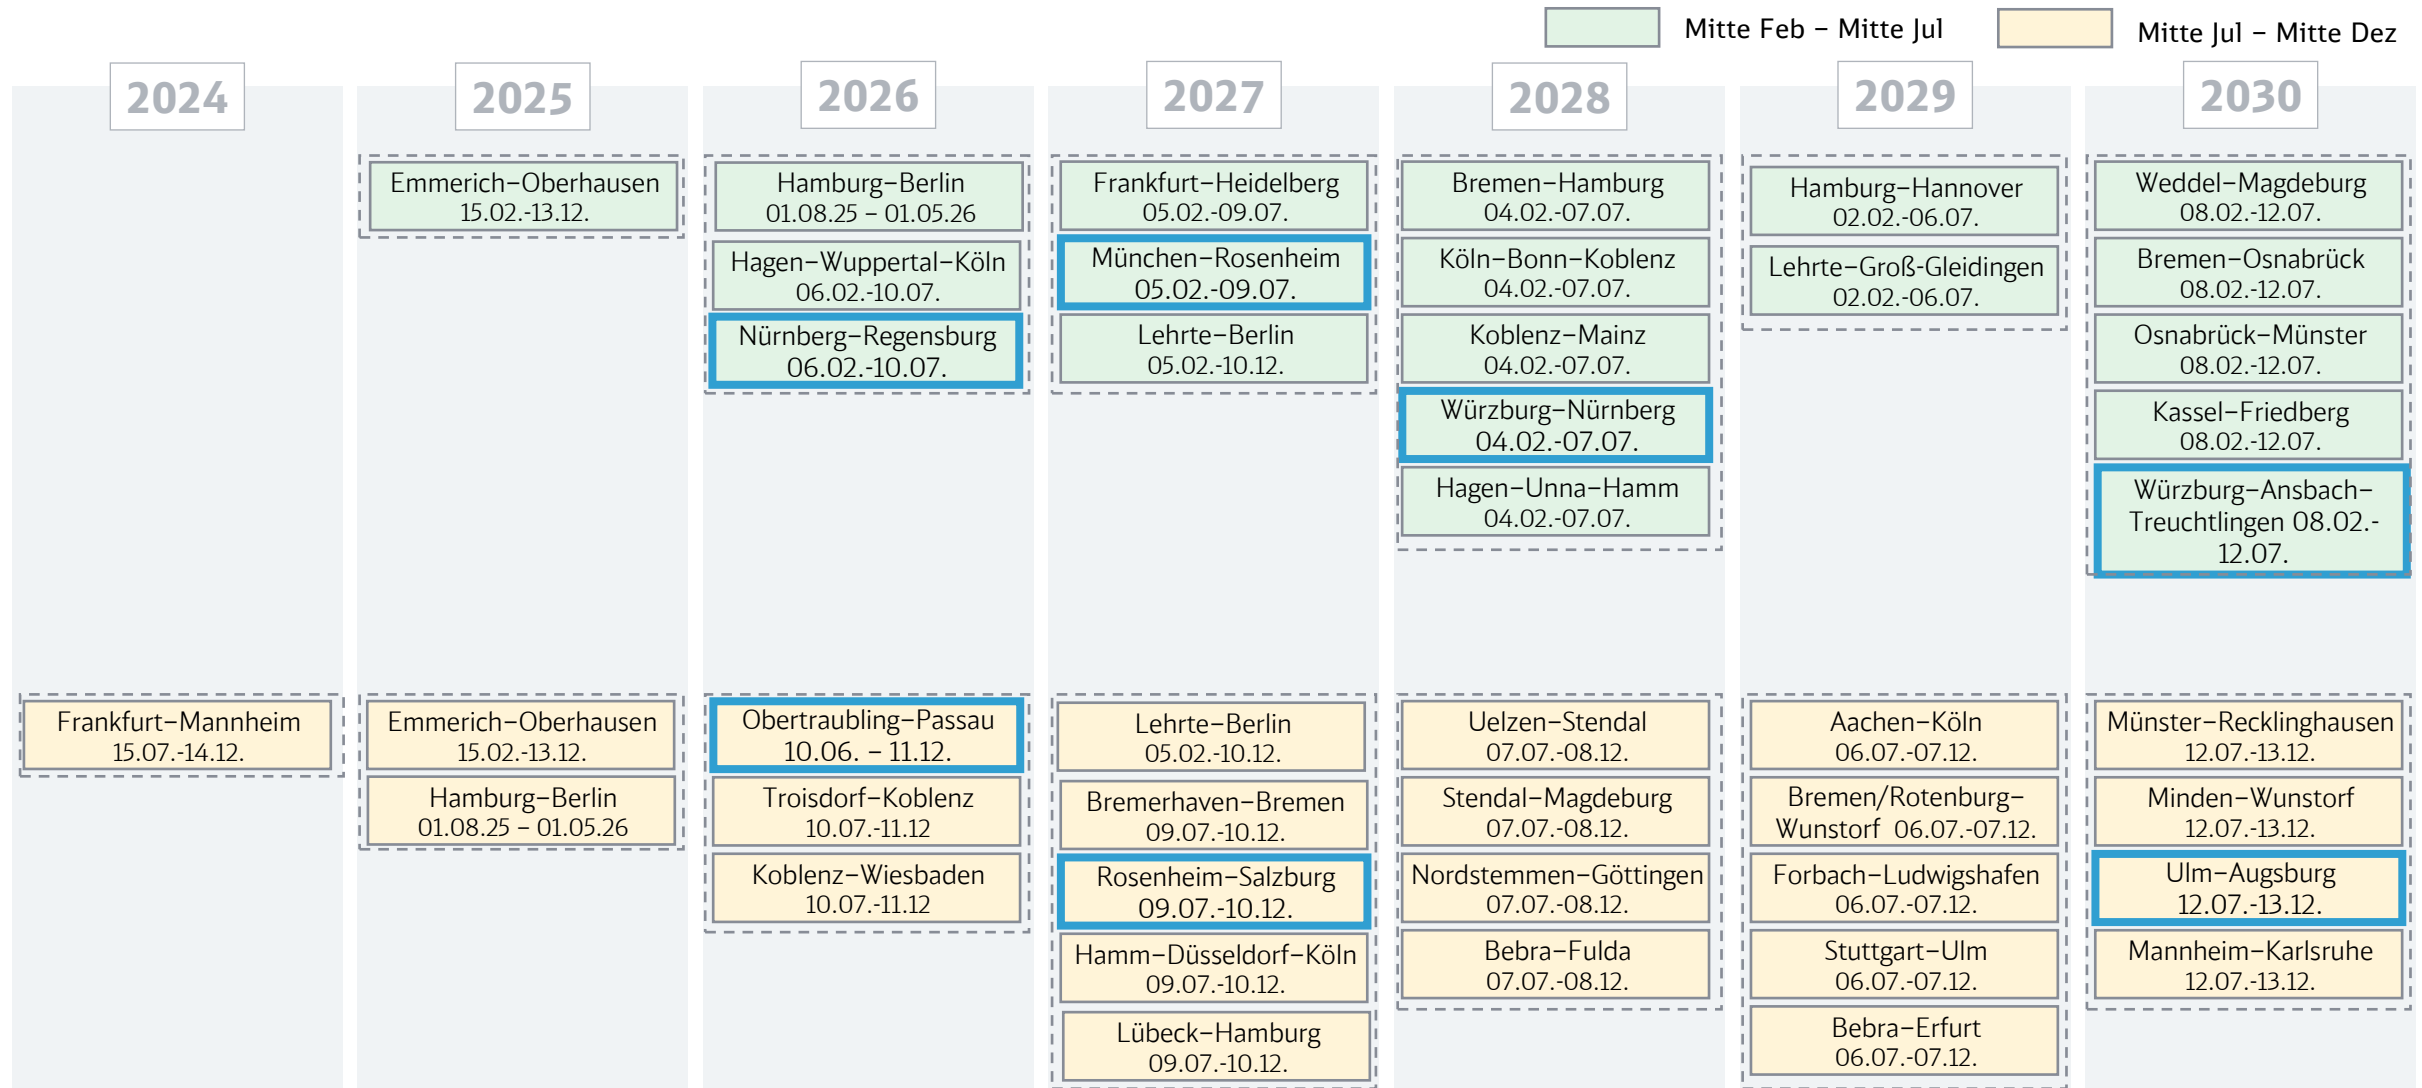 Mitte Feb – Mitte Jul
Mitte Jul – Mitte Dez
2024
2025
2026
2027
2028
2029
2030
Emmerich–Oberhausen
15.02.-13.12.
Hamburg–Berlin
01.08.25 – 01.05.26
Hagen–Wuppertal–Köln
06.02.-10.07.
Nürnberg–Regensburg
06.02.-10.07.
Frankfurt–Heidelberg
05.02.-09.07.
München–Rosenheim
05.02.-09.07.
Lehrte–Berlin
05.02.-10.12.
Bremen–Hamburg
04.02.-07.07.
Köln–Bonn–Koblenz
04.02.-07.07.
Koblenz–Mainz
04.02.-07.07.
Würzburg–Nürnberg
04.02.-07.07.
Hagen–Unna–Hamm
04.02.-07.07.
Hamburg–Hannover
02.02.-06.07.
Lehrte–Groß-Gleidingen
02.02.-06.07.
Weddel–Magdeburg
08.02.-12.07.
Bremen–Osnabrück
08.02.-12.07.
Osnabrück–Münster
08.02.-12.07.
Kassel–Friedberg
08.02.-12.07.
Würzburg–Ansbach–
Treuchtlingen 08.02.-
12.07.
Frankfurt–Mannheim
15.07.-14.12.
Emmerich–Oberhausen
15.02.-13.12.
Hamburg–Berlin
01.08.25 – 01.05.26
Obertraubling–Passau
10.06. – 11.12.
Troisdorf–Koblenz
10.07.-11.12
Koblenz–Wiesbaden
10.07.-11.12
Lehrte–Berlin
05.02.-10.12.
Bremerhaven–Bremen
09.07.-10.12.
Rosenheim–Salzburg
09.07.-10.12.
Hamm–Düsseldorf–Köln
09.07.-10.12.
Lübeck–Hamburg
09.07.-10.12.
Uelzen–Stendal
07.07.-08.12.
Stendal–Magdeburg
07.07.-08.12.
Nordstemmen–Göttingen
07.07.-08.12.
Bebra–Fulda
07.07.-08.12.
Aachen–Köln
06.07.-07.12.
Bremen/Rotenburg–
Wunstorf 06.07.-07.12.
Forbach–Ludwigshafen
06.07.-07.12.
Stuttgart–Ulm
06.07.-07.12.
Bebra–Erfurt
06.07.-07.12.
Münster–Recklinghausen
12.07.-13.12.
Minden–Wunstorf
12.07.-13.12.
Ulm–Augsburg
12.07.-13.12.
Mannheim–Karlsruhe
12.07.-13.12.